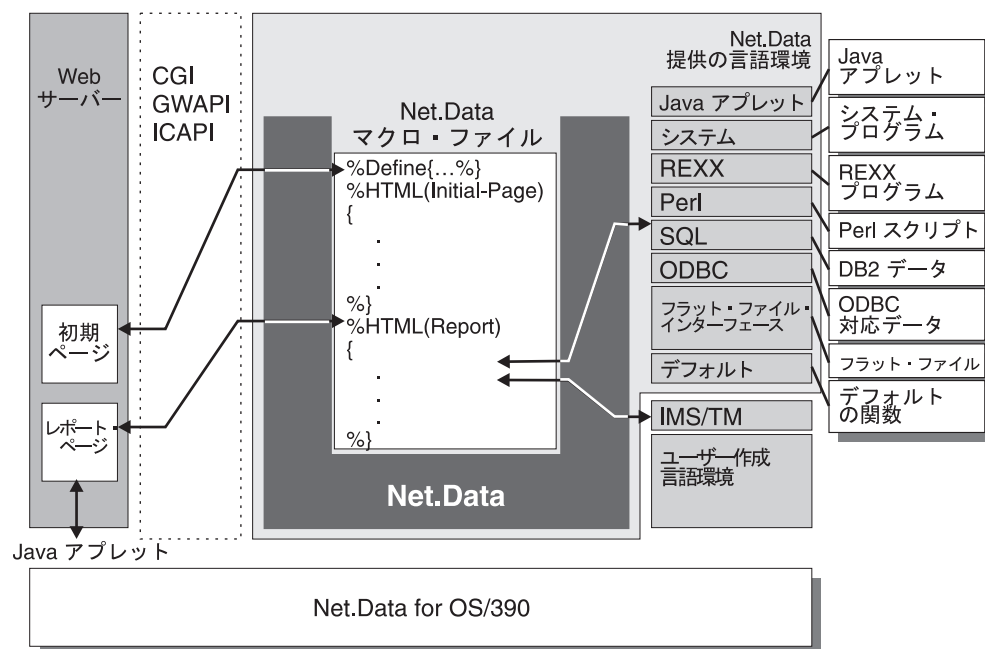 Web
サーバー
初期
ページ
レポート・
ページ
Java アプレット
CGI
GWAPI
ICAPI
Net.Data
マクロ・ファイル
%Define{...%}
%HTML(Initial-Page)
{
.
.
.
%}
%HTML(Report)
{
.
.
.
%}
Net.Data
Net.Data
提供の言語環境
Java アプレット
システム
REXX
Perl
SQL
ODBC
フラット・ファイル・
インターフェース
デフォルト
IMS/TM
ユーザー作成
言語環境
Java
アプレット
システム・
プログラム
REXX
プログラム
Perl スクリプト
DB2 データ
ODBC
対応データ
フラット・ファイル
デフォルト
の関数
Net.Data for OS/390